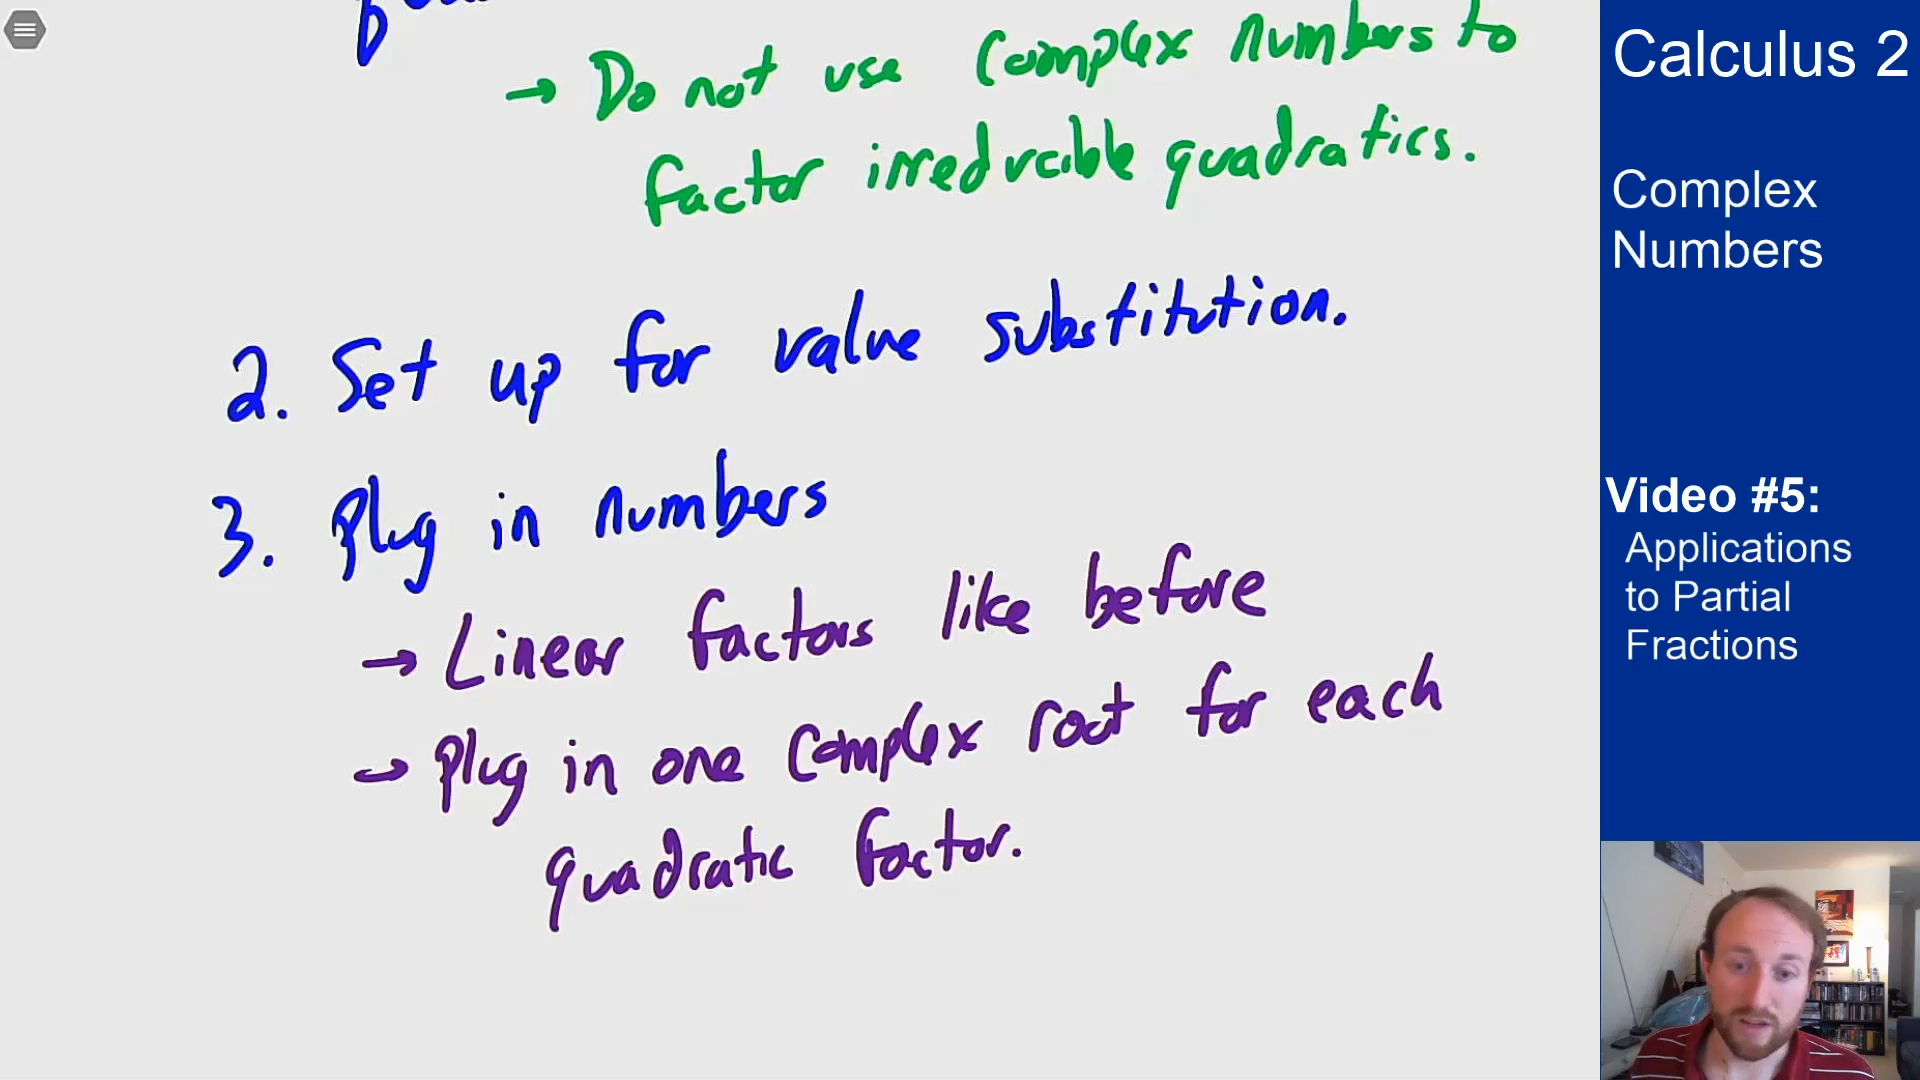 → Do not use complex numbers to
factor irreducible quadratics.
2. Set up for value substitution.
3. Plug in numbers
→ Linear factors like before
→ Plug in one complex root for each
quadratic factor.
Calculus 2
Complex
Numbers
Video #5:
Applications
to Partial
Fractions